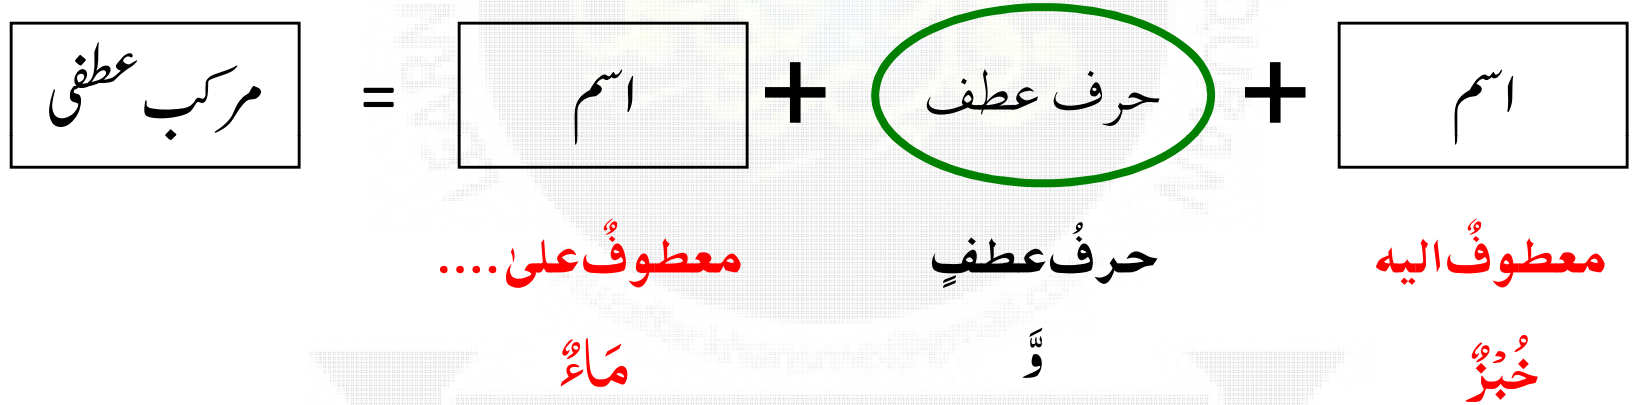 اسم + حرف عطف + اسم = مرکب عطفی
معطوفٌ الیه حرفُ عطفٍ معطوفٌ علیٰ....
خُبْزٌ وَّ مَاءٌ